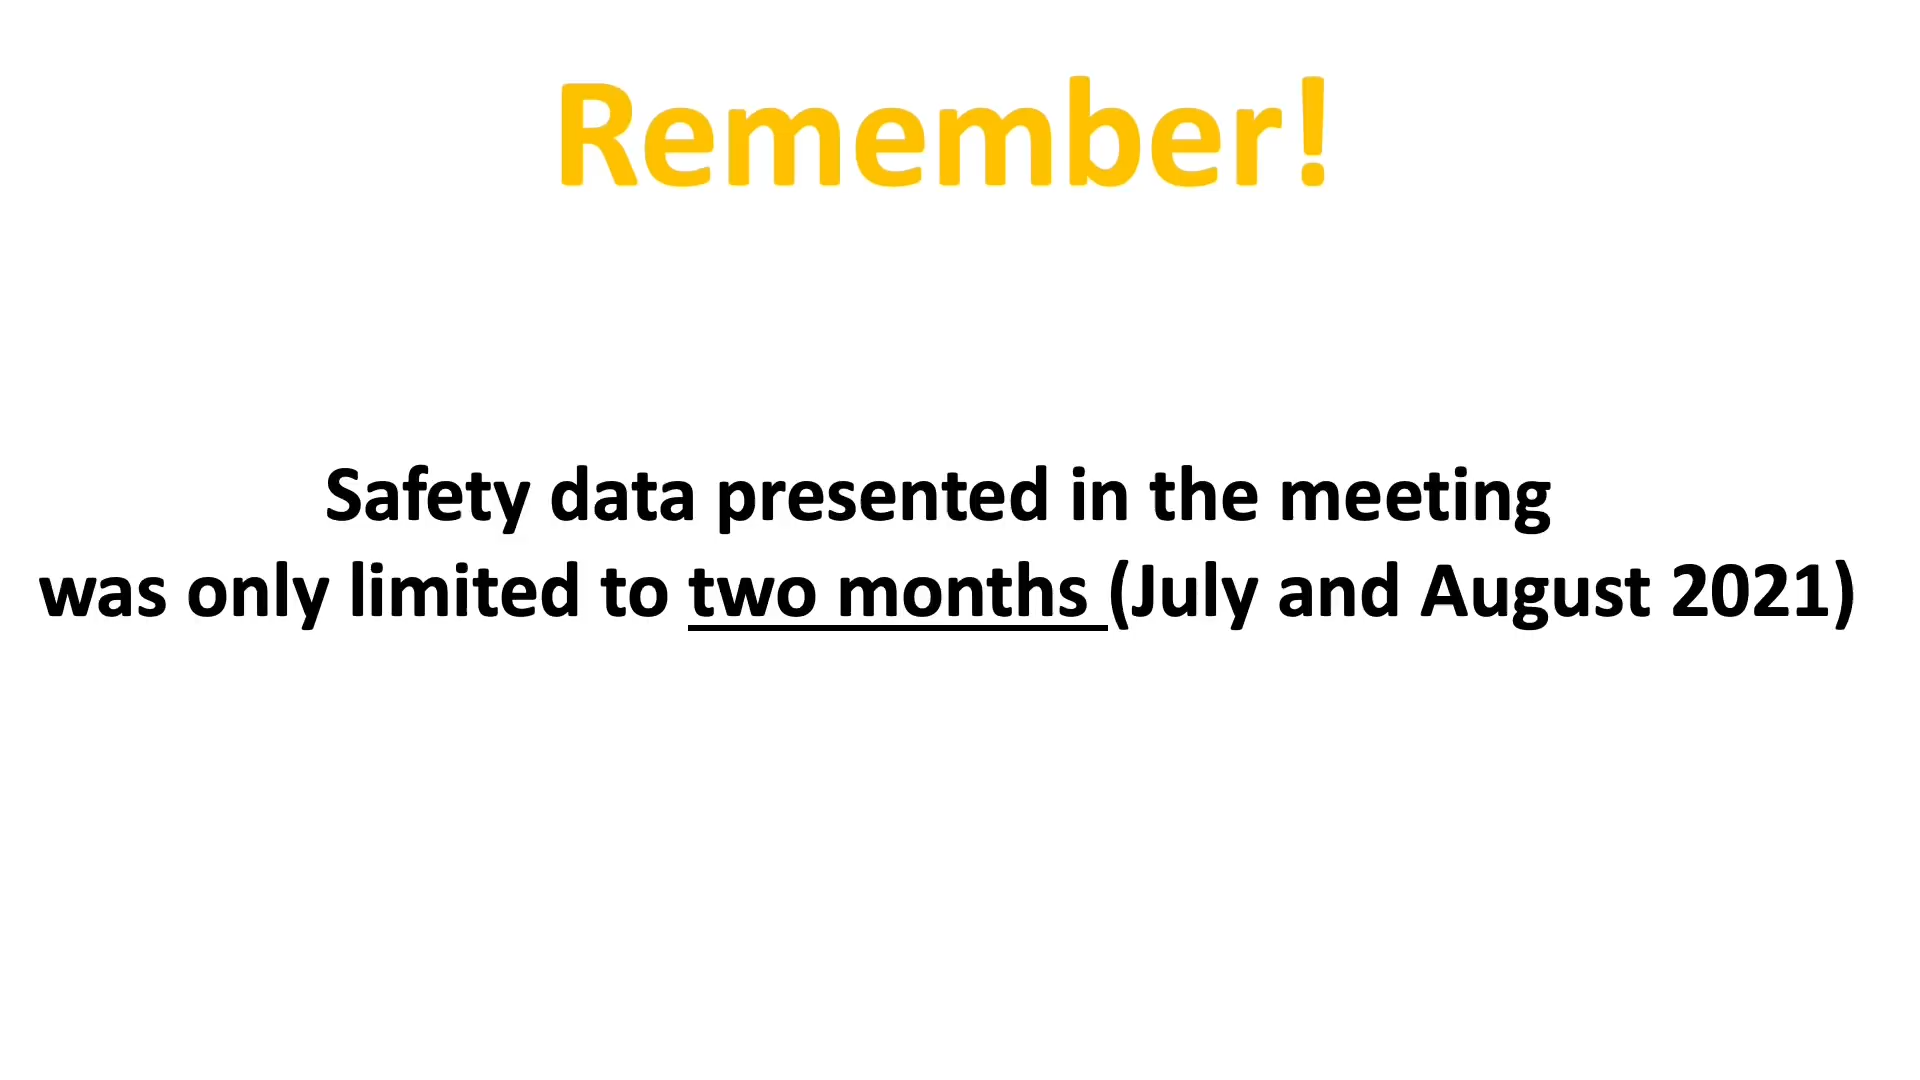 Remember!
Safety data presented in the meeting
was only limited to two months (July and August 2021)